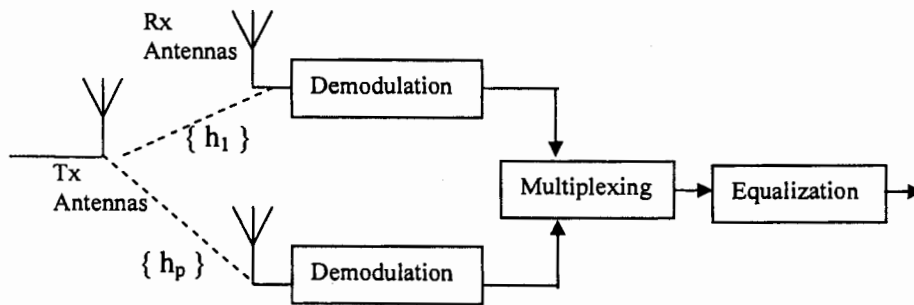 Rx
Antennas
Demodulation
{ h1 }
Tx
Antennas
Multiplexing
Equalization
{ hp }
Demodulation